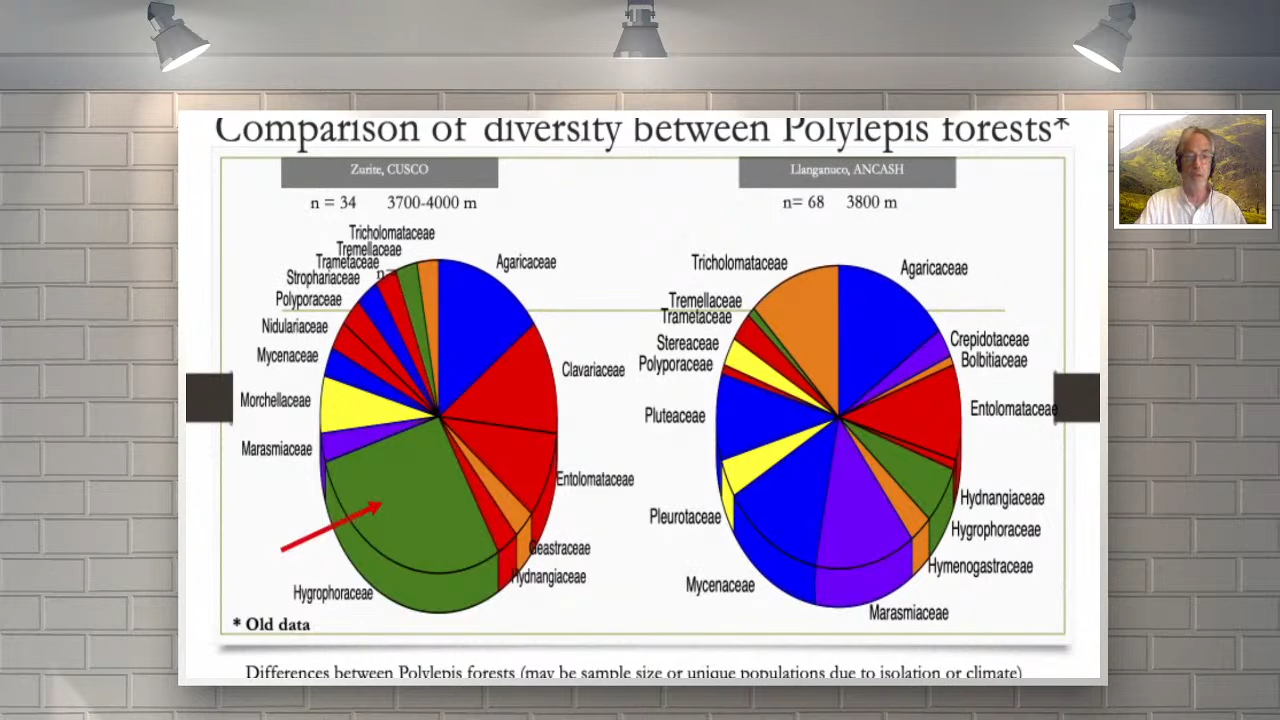 Comparison of diversity between Polylepis forests*
Zurite, CUSCO
n = 34 3700-4000 m
Tricholomataceae
Tremellaceae
Trametaceae
n=
Strophariaceae
Polyporaceae
Nidulariaceae
Mycenaceae
Morchellaceae
Marasmiaceae
Hygrophoraceae
Agaricaceae
Clavariaceae
Entolomataceae
Geastraceae
Hydnangiaceae
* Old data
Llanganuco, ANCASH
n= 68 3800 m
Tricholomataceae
Tremellaceae
Trametaceae
Stereaceae
Polyporaceae
Pluteaceae
Pleurotaceae
Mycenaceae
Agaricaceae
Crepidotaceae
Bolbitiaceae
Entolomataceae
Hydnangiaceae
Hygrophoraceae
Hymenogastraceae
Marasmiaceae
Differences between Polylepis forests (may be sample size or unique populations due to isolation or climate)